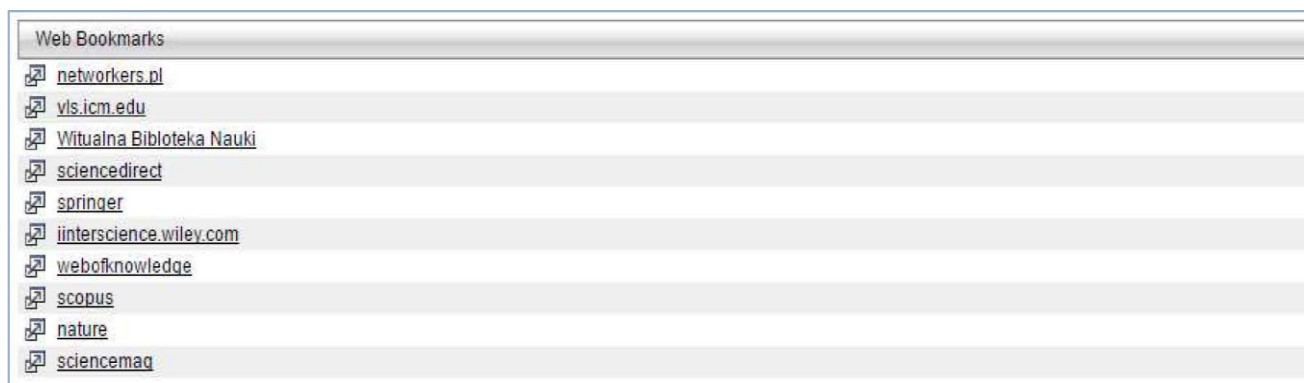 Web Bookmarks
networkers.pl
vls.icm.edu
Witualna Bibloteka Nauki
sciencedirect
springer
iinterscience.wiley.com
webofknowledge
scopus
nature
sciencemag